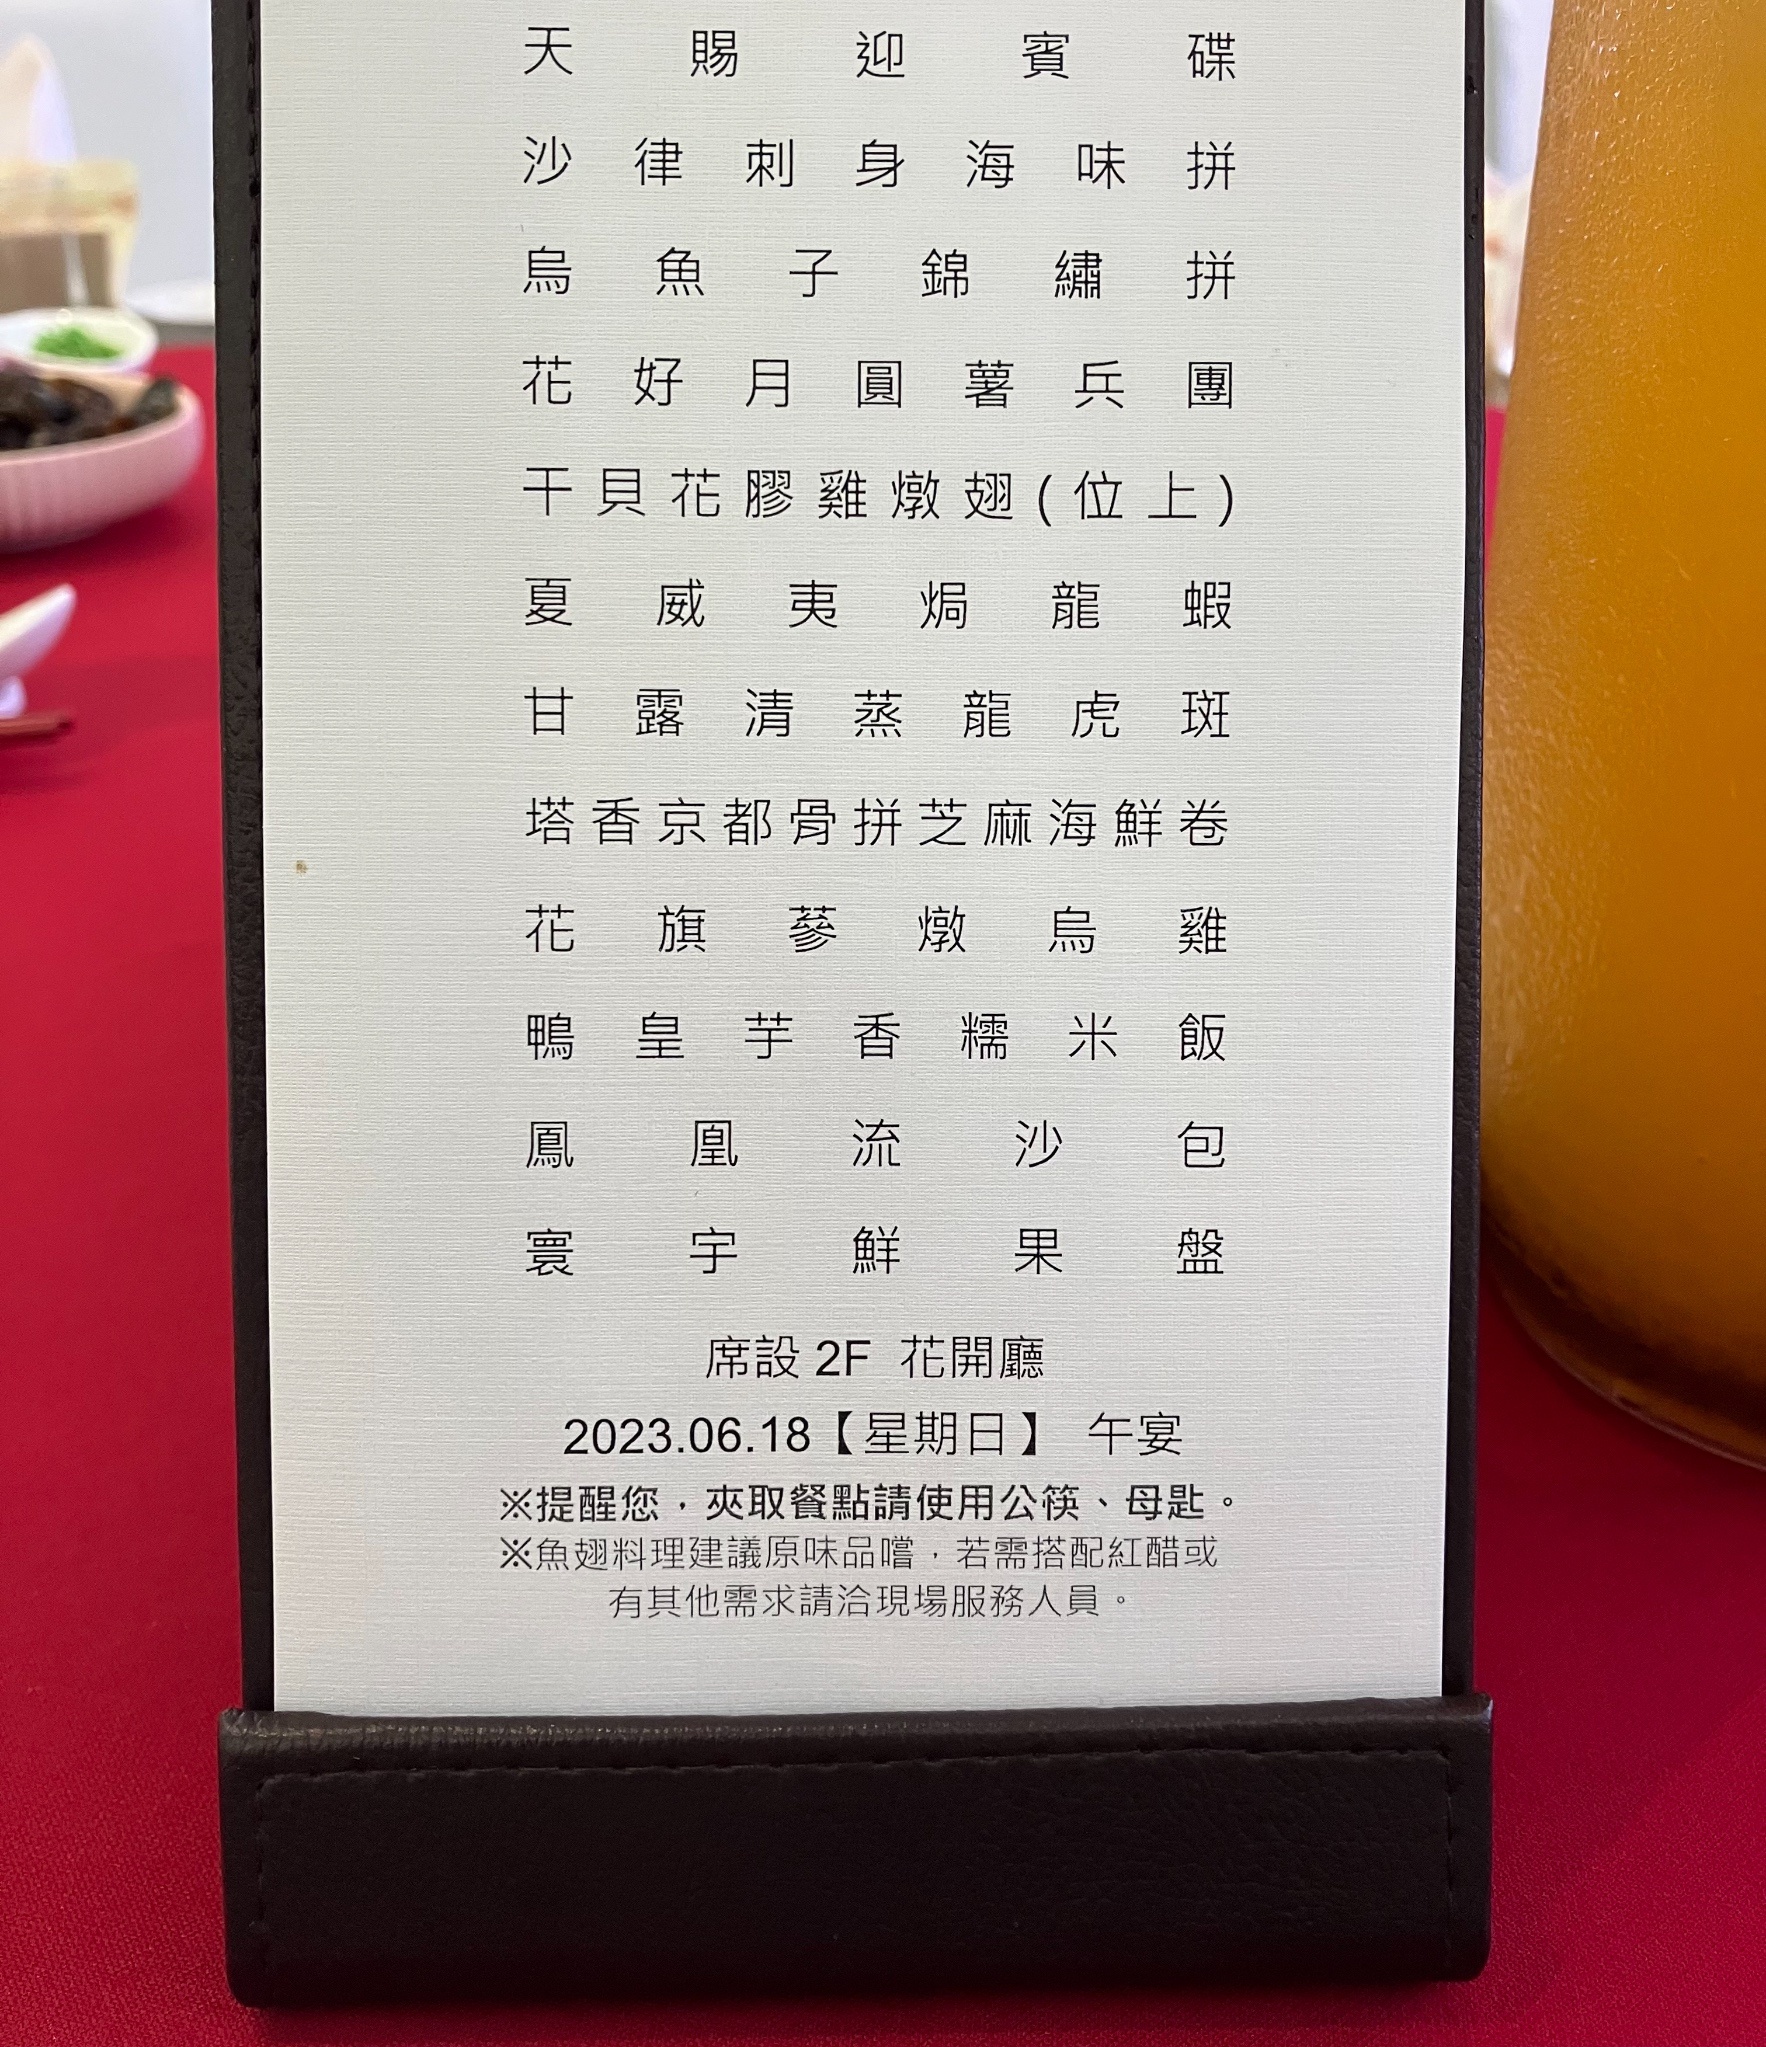 天賜迎賓碟
沙律刺身海味拼
烏魚子錦繡拼
花好月圓薯兵團
干貝花膠雞燉翅(位上)
夏威夷焗龍蝦
甘露清蒸龍虎斑
塔香京都骨拼芝麻海鮮卷
花旗蔘燉烏雞
鴨皇芋香糯米飯
鳳凰流沙包
寰宇鮮果盤
席設 2F 花開廳
2023.06.18【星期日】 午宴
※提醒您，夾取餐點請使用公筷、母匙。
※魚翅料理建議原味品嚐，若需搭配紅醋或
有其他需求請洽現場服務人員。